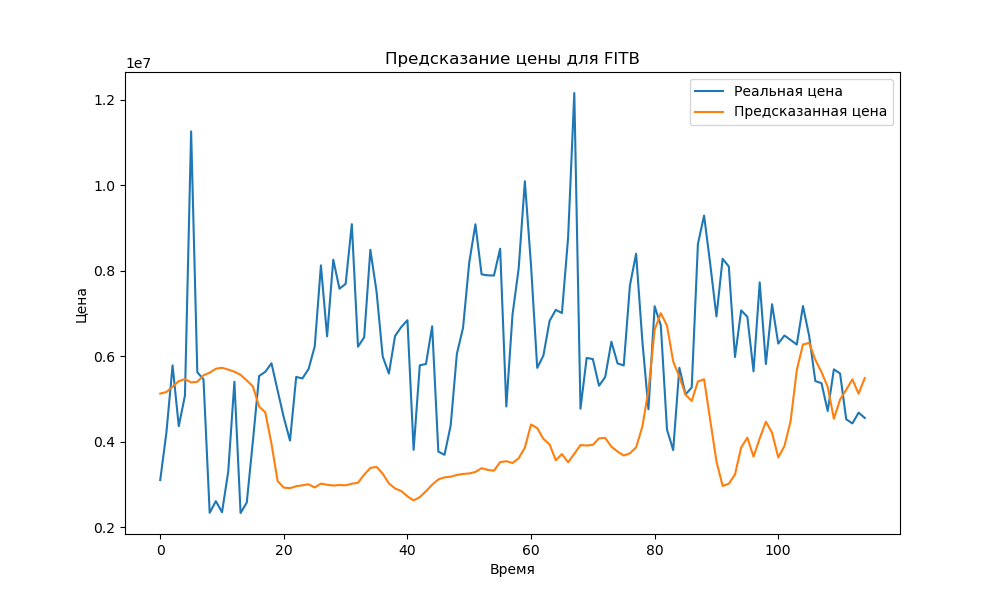 Предсказание цены для FITB
1e7
Реальная цена
Предсказанная цена
1.2
1.0
0.8
0.6
0.4
0.2
Цена
0 20 40 60 80 100
Время